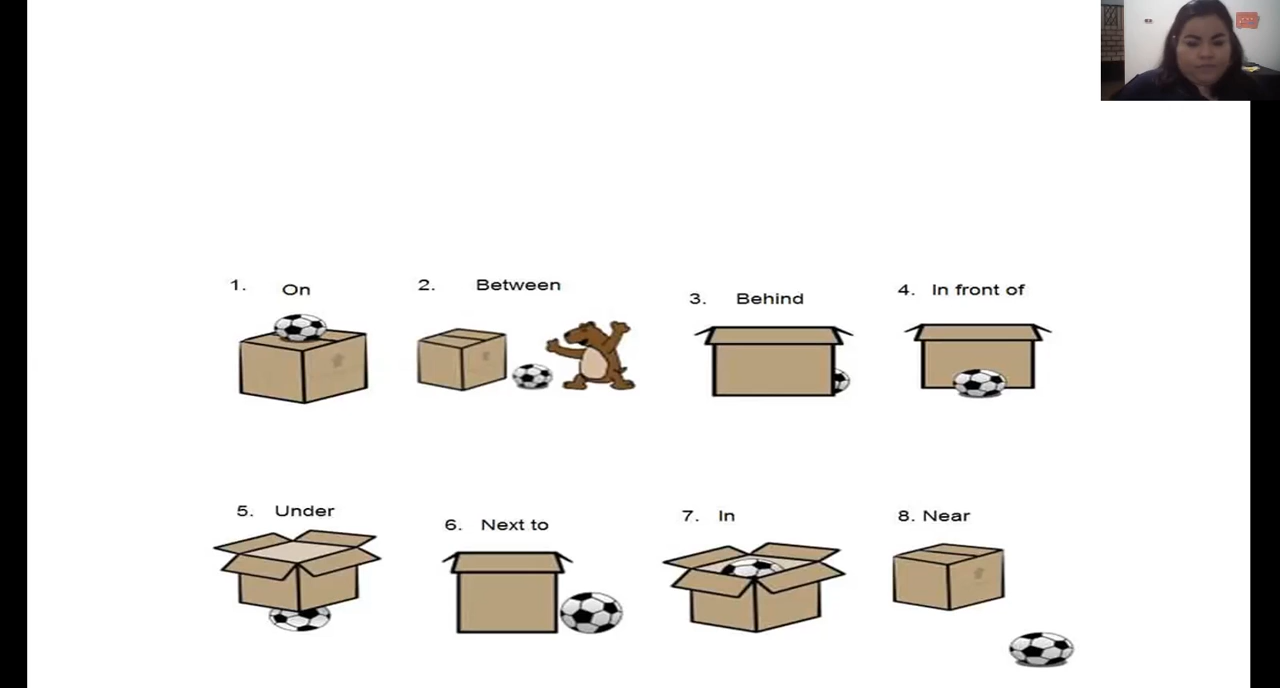 1. On
2. Between
3. Behind
4. In front of
5. Under
6. Next to
7. In
8. Near